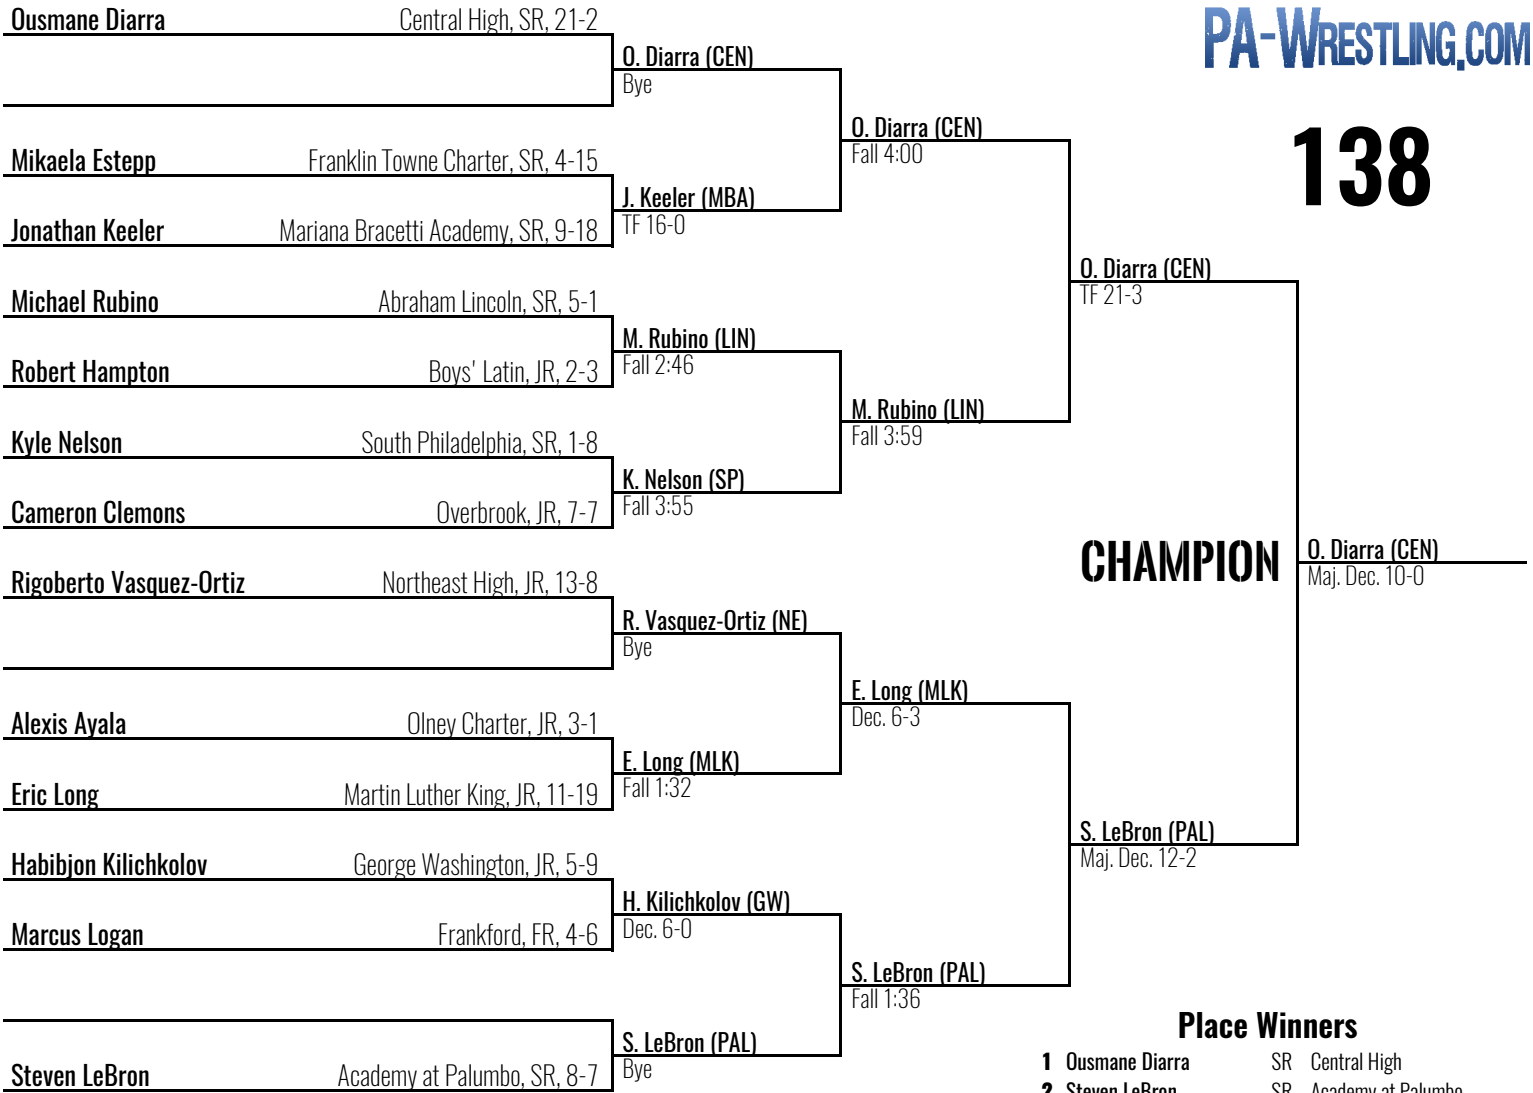 PA-Wrestling.com
138
Ousmane Diarra Central High, SR, 21-2
Mikaela Estepp Franklin Towne Charter, SR, 4-15
Jonathan Keeler Mariana Bracetti Academy, SR, 9-18
Michael Rubino Abraham Lincoln, SR, 5-1
Robert Hampton Boys' Latin, JR, 2-3
Kyle Nelson South Philadelphia, SR, 1-8
Cameron Clemons Overbrook, JR, 7-7
Rigoberto Vasquez-Ortiz Northeast High, JR, 13-8
Alexis Ayala Olney Charter, JR, 3-1
Eric Long Martin Luther King, JR, 11-19
Habibjon Kilichkolov George Washington, JR, 5-9
Marcus Logan Frankford, FR, 4-6
Steven LeBron Academy at Palumbo, SR, 8-7
O. Diarra (CEN)
Bye
J. Keeler (MBA)
TF 16-0
M. Rubino (LIN)
Fall 2:46
K. Nelson (SP)
Fall 3:55
R. Vasquez-Ortiz (NE)
Bye
E. Long (MLK)
Fall 1:32
H. Kilichkolov (GW)
Dec. 6-0
S. LeBron (PAL)
Bye
O. Diarra (CEN)
Fall 4:00
M. Rubino (LIN)
Fall 3:59
E. Long (MLK)
Dec. 6-3
S. LeBron (PAL)
Fall 1:36
O. Diarra (CEN)
TF 21-3
S. LeBron (PAL)
Maj. Dec. 12-2
CHAMPION
O. Diarra (CEN)
Maj. Dec. 10-0
Place Winners
1 Ousmane Diarra SR Central High
2 Steven LeBron SR Academy at Palumbo